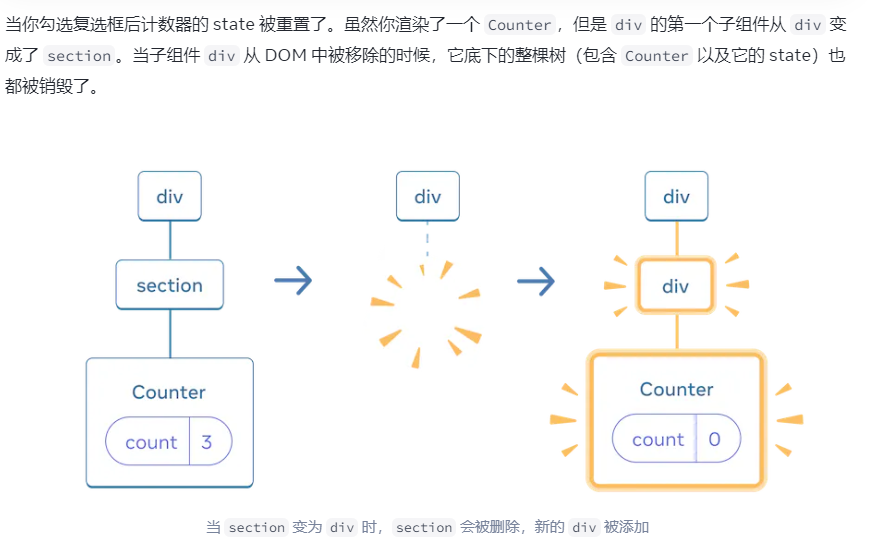 当你勾选复选框后计数器的 state 被重置了。虽然你渲染了一个 Counter，但是 div 的第一个子组件从 div 变
成了 section。当子组件 div 从 DOM 中被移除的时候，它底下的整棵树（包含 Counter 以及它的 state）也
都被销毁了。
div
div
div
section
div
Counter
count 3
Counter
count 0
当 section 变为 div 时，section 会被删除，新的 div 被添加